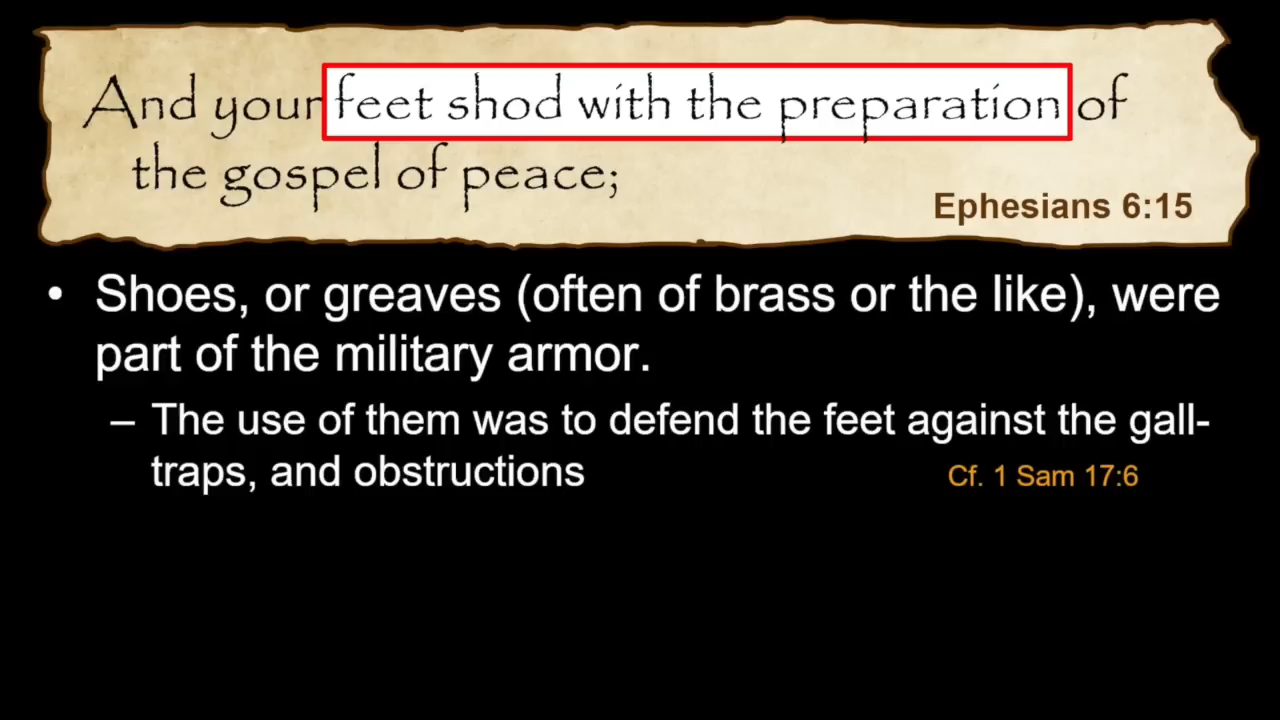 And your feet shod with the preparation of
the gospel of peace;
Ephesians 6:15
• Shoes, or greaves (often of brass or the like), were
part of the military armor.
– The use of them was to defend the feet against the gall-
traps, and obstructions
Cf. 1 Sam 17:6